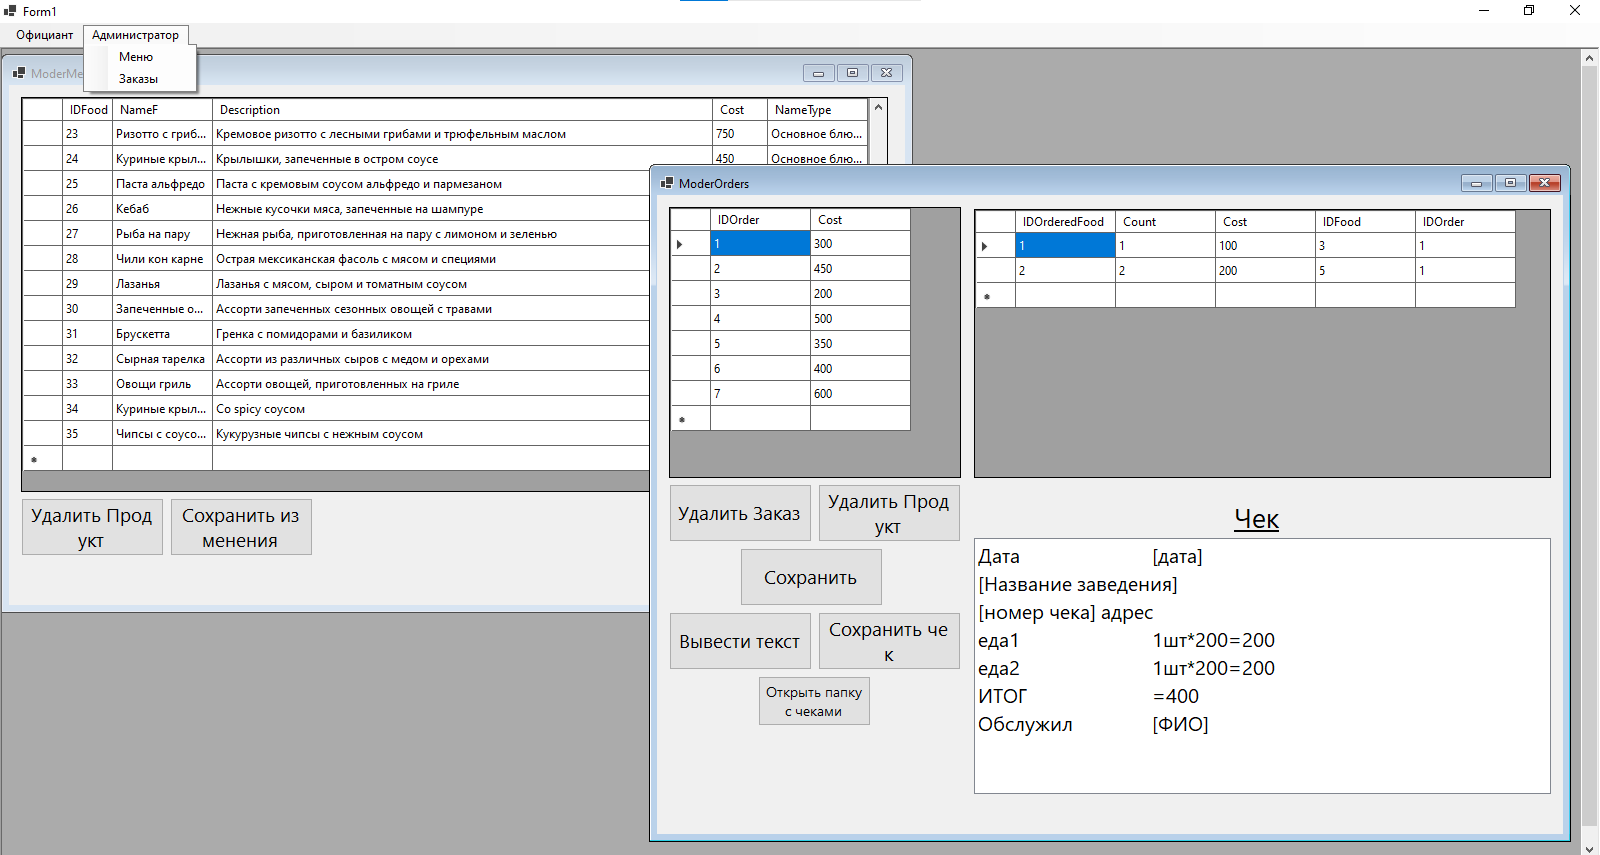 Form1
Официант Администратор
Меню
Заказы
ModerMe
IDFood NameF Description Cost NameType
23 Ризотто с гриб... Кремовое ризотто с лесными грибами и трюфельным маслом 750 Основное блю...
24 Куриные крыл... Крылышки, запеченные в остром соусе 450 Основное блю...
25 Паста альфредо Паста с кремовым соусом альфредо и пармезаном
26 Кебаб Нежные кусочки мяса, запеченные на шампуре
27 Рыба на пару Нежная рыба, приготовленная на пару с лимоном и зеленью
28 Чили кон карне Острая мексиканская фасоль с мясом и специями
29 Лазанья Лазанья с мясом, сыром и томатным соусом
30 Запеченные о... Ассорти запеченных сезонных овощей с травами
31 Брускетта Гренка с помидорами и базиликом
32 Сырная тарелка Ассорти из различных сыров с медом и орехами
33 Овощи гриль Ассорти овощей, приготовленных на гриле
34 Куриные крыл... Со spicy соусом
35 Чипсы с соусо... Кукурузные чипсы с нежным соусом
Удалить Прод
укт
Сохранить из
менения
ModerOrders
IDOrder Cost
1 300
2 450
3 200
4 500
5 350
6 400
7 600
IDOrderedFood Count Cost IDFood IDOrder
1 1 100 3 1
2 2 200 5 1
Удалить Заказ
Удалить Прод
укт
Сохранить
Вывести текст
Сохранить че
к
Открыть папку
с чеками
Чек
Дата [дата]
[Название заведения]
[номер чека] адрес
еда1 1шт*200=200
еда2 1шт*200=200
ИТОГ =400
Обслужил [ФИО]